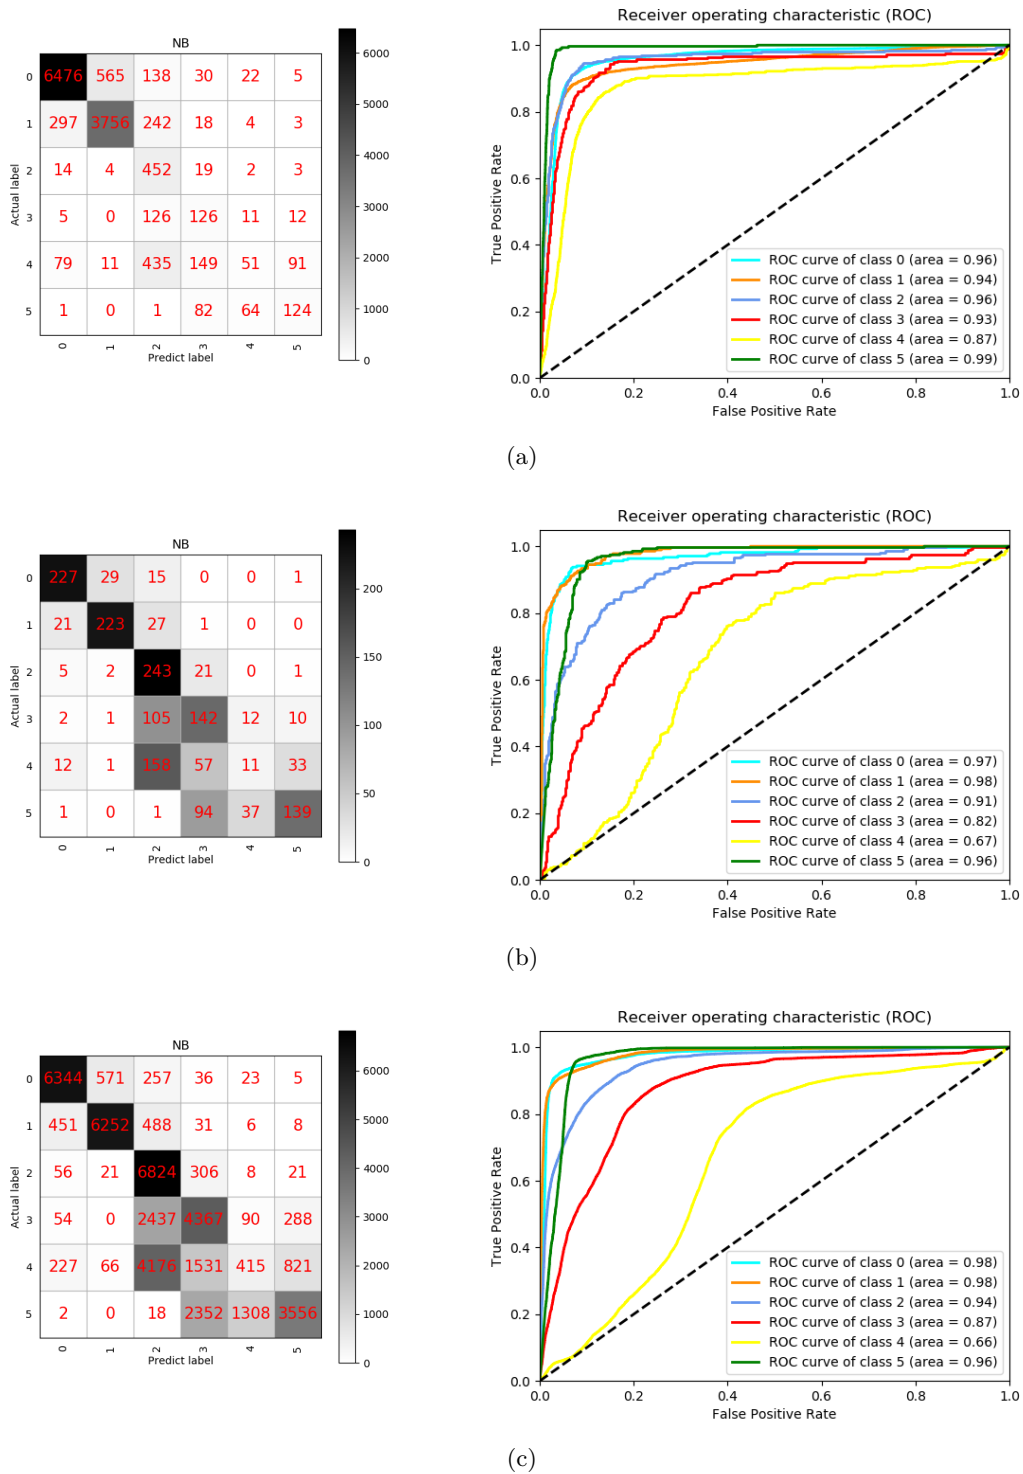 NB
0 6476 565 138 30 22 5
1 297 3756 242 18 4 3
2 14 4 452 19 2 3
3 5 0 126 126 11 12
4 79 11 435 149 51 91
5 1 0 1 82 64 124
0 1 2 3 4 5
Actual label
Predict label
6000
5000
4000
3000
2000
1000
0
Receiver operating characteristic (ROC)
True Positive Rate
1.0
0.8
0.6
0.4
0.2
0.0
ROC curve of class 0 (area = 0.96)
ROC curve of class 1 (area = 0.94)
ROC curve of class 2 (area = 0.96)
ROC curve of class 3 (area = 0.93)
ROC curve of class 4 (area = 0.87)
ROC curve of class 5 (area = 0.99)
0.0 0.2 0.4 0.6 0.8 1.0
False Positive Rate
(a)
NB
0 227 29 15 0 0 1
1 21 223 27 1 0 0
2 5 2 243 21 0 1
3 2 1 105 142 12 10
4 12 1 158 57 11 33
5 1 0 1 94 37 139
0 1 2 3 4 5
Actual label
Predict label
200
150
100
50
0
Receiver operating characteristic (ROC)
True Positive Rate
1.0
0.8
0.6
0.4
0.2
0.0
ROC curve of class 0 (area = 0.97)
ROC curve of class 1 (area = 0.98)
ROC curve of class 2 (area = 0.91)
ROC curve of class 3 (area = 0.82)
ROC curve of class 4 (area = 0.67)
ROC curve of class 5 (area = 0.96)
0.0 0.2 0.4 0.6 0.8 1.0
False Positive Rate
(b)
NB
0 6344 571 257 36 23 5
1 451 6252 488 31 6 8
2 56 21 6824 306 8 21
3 54 0 2437 4367 90 288
4 227 66 4176 1531 415 821
5 2 0 18 2352 1308 3556
0 1 2 3 4 5
Actual label
Predict label
6000
5000
4000
3000
2000
1000
0
Receiver operating characteristic (ROC)
True Positive Rate
1.0
0.8
0.6
0.4
0.2
0.0
ROC curve of class 0 (area = 0.98)
ROC curve of class 1 (area = 0.98)
ROC curve of class 2 (area = 0.94)
ROC curve of class 3 (area = 0.87)
ROC curve of class 4 (area = 0.66)
ROC curve of class 5 (area = 0.96)
0.0 0.2 0.4 0.6 0.8 1.0
False Positive Rate
(c)